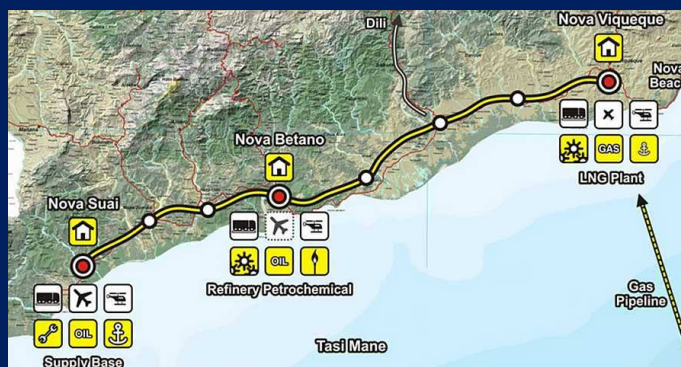 Dili
Nova Viqueque
Nova
Beac
Nova Betano
GAS
LNG Plant
Nova Suai
OIL
Refinery Petrochemical
Gas
Pipeline
OIL
Tasi Mane
Supply Base